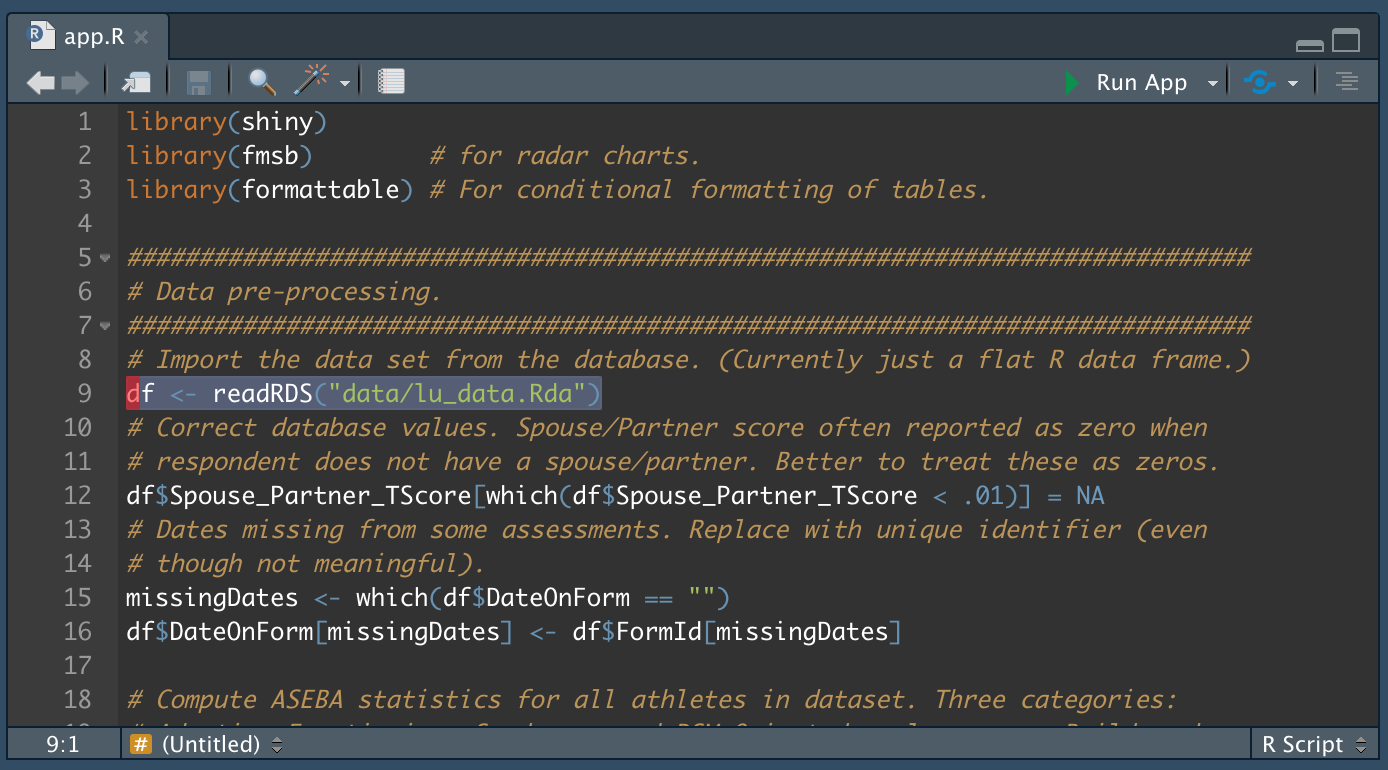 app.R
Run App
1 library(shiny)
2 library(fmsb)        # for radar charts.
3 library(formattable) # For conditional formatting of tables.
4
5 ##############################################################################
6 # Data pre-processing.
7 ##############################################################################
8 # Import the data set from the database. (Currently just a flat R data frame.)
9 df <- readRDS("data/lu_data.Rda")
10 # Correct database values. Spouse/Partner score often reported as zero when
11 # respondent does not have a spouse/partner. Better to treat these as zeros.
12 df$Spouse_Partner_TScore[which(df$Spouse_Partner_TScore < .01)] = NA
13 # Dates missing from some assessments. Replace with unique identifier (even
14 # though not meaningful).
15 missingDates <- which(df$DateOnForm == "")
16 df$DateOnForm[missingDates] <- df$FormId[missingDates]
17
18 # Compute ASEBA statistics for all athletes in dataset. Three categories:
9:1 # (Untitled) R Script